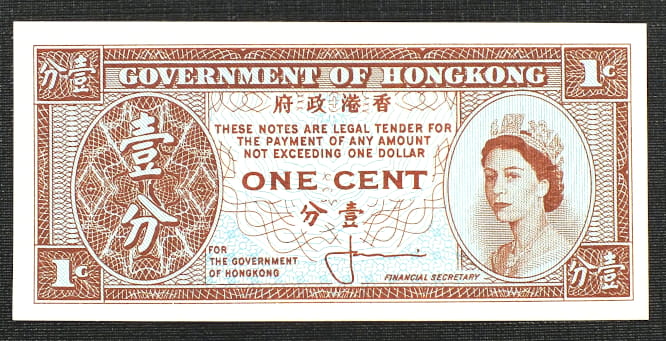 分壹
GOVERNMENT OF HONGKONG
1c
府政港香
THESE NOTES ARE LEGAL TENDER FOR
THE PAYMENT OF ANY AMOUNT
NOT EXCEEDING ONE DOLLAR
ONE CENT
分壹
壹
分
FOR
THE GOVERNMENT
OF HONGKONG
FINANCIAL SECRETARY
1c
分壹